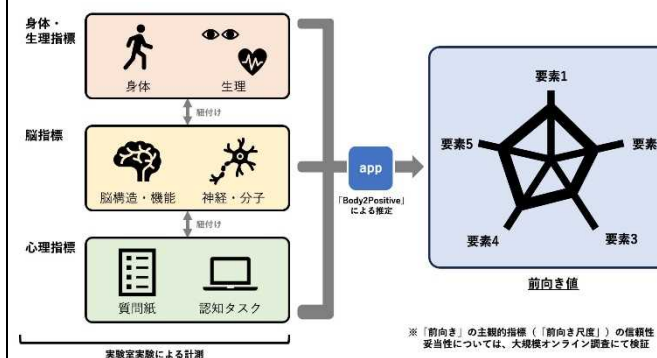 身体・
生理指標
身体
生理
紐付け
脳指標
脳構造・機能
神経・分子
紐付け
心理指標
質問紙
認知タスク
実験室実験による計測
app
「Body2Positive」
による推定
要素1
要素
要素3
要素4
要素5
前向き値
※「前向き」の主観的指標（「前向き尺度」）の信頼性
妥当性については、大規模オンライン調査にて検証